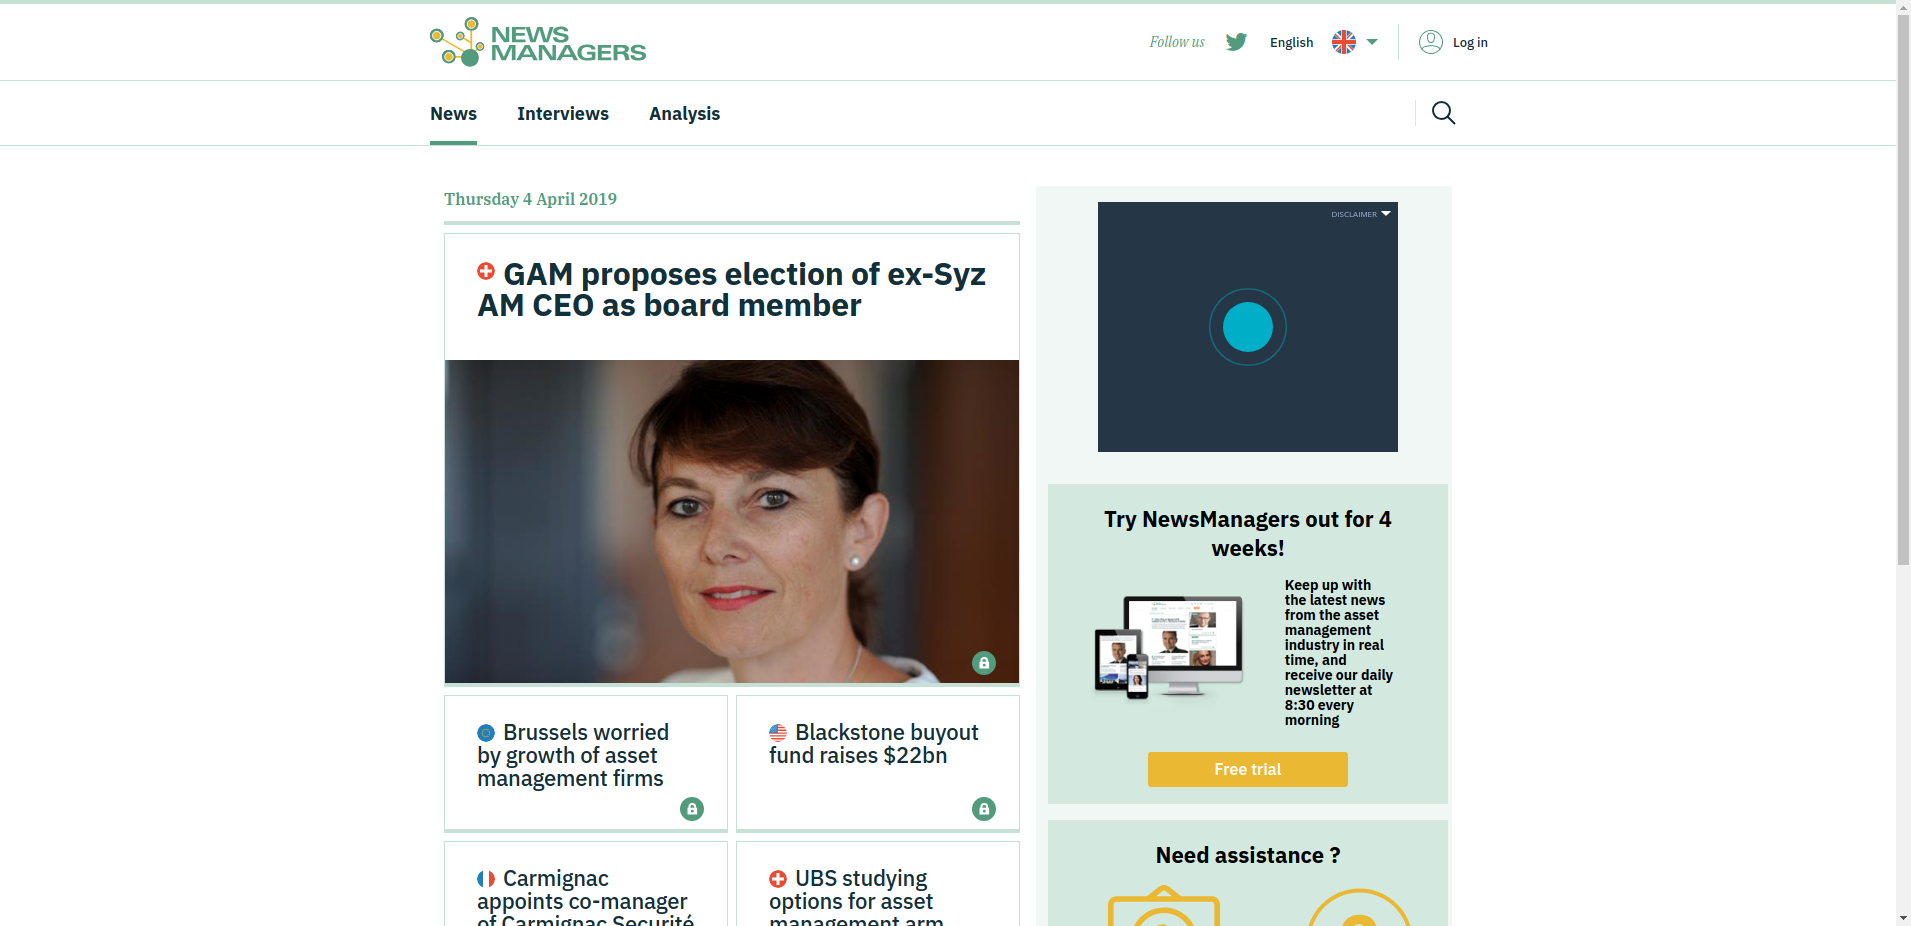 NEWS
MANAGERS
Follow us
English
Log in
News
Interviews
Analysis
Thursday 4 April 2019
GAM proposes election of ex-Syz
AM CEO as board member
Brussels worried
by growth of asset
management firms
Blackstone buyout
fund raises $22bn
Carmignac
appoints co-manager
of Carmignac Securité
UBS studying
options for asset
management arm
DISCLAIMER
Try NewsManagers out for 4
weeks!
Keep up with
the latest news
from the asset
management
industry in real
time, and
receive our daily
newsletter at
8:30 every
morning
Free trial
Need assistance ?